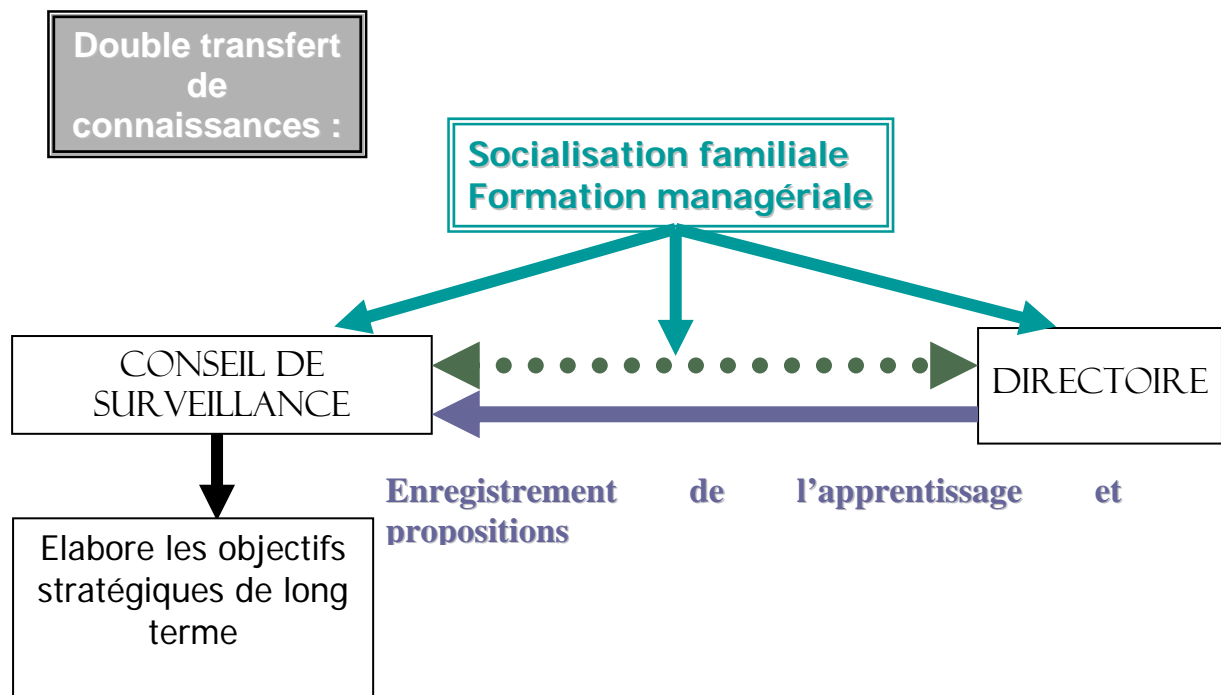 Double transfert
de
connaissances :
Socialisation familiale
Formation managériale
CONSEIL DE
SURVEILLANCE
DIRECTOIRE
Enregistrement de l’apprentissage et
propositions
Elabore les objectifs
stratégiques de long
terme